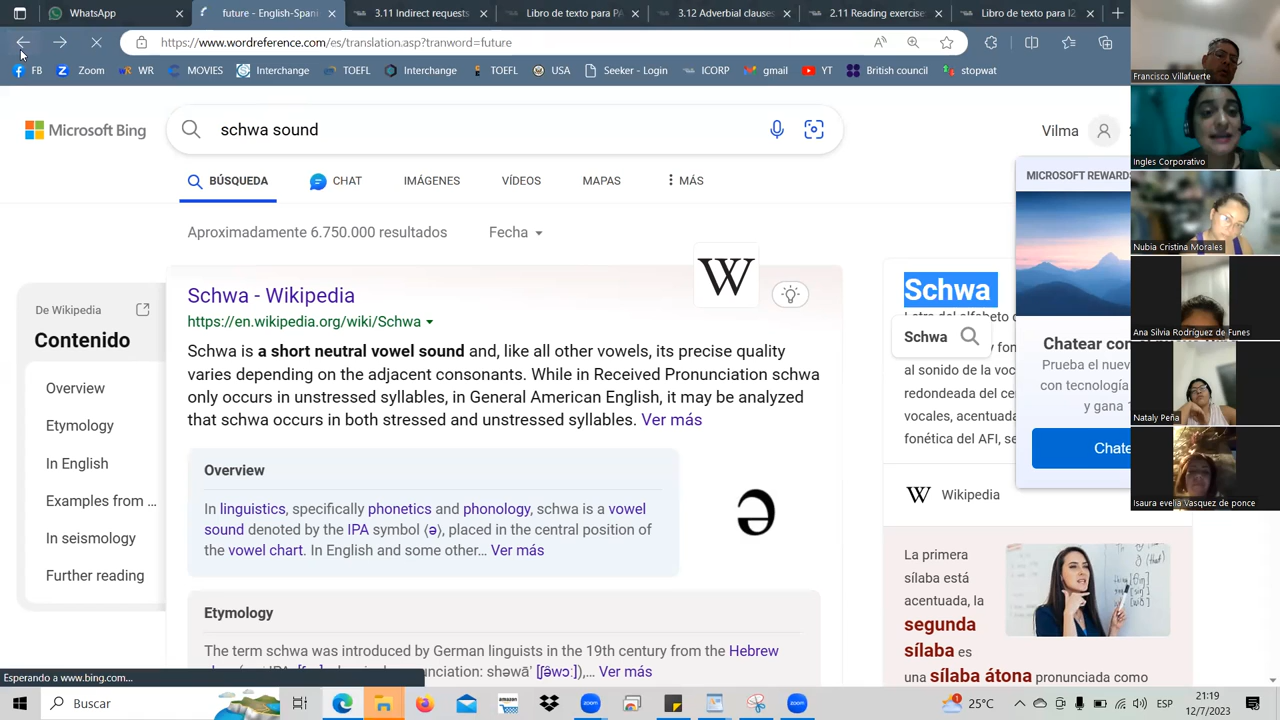 WhatsApp
future - English-Spani
3.11 Indirect requests
Libro de texto para PA
3.12 Adverbial clauses
2.11 Reading exercise
Libro de texto para I2
https://www.wordreference.com/es/translation.asp?tranword=future
FB
Zoom
WR
MOVIES
Interchange
TOEFL
Interchange
TOEFL
USA
Seeker - Login
ICORP
gmail
YT
British council
stopwat
Microsoft Bing
schwa sound
Vilma
BÚSQUEDA
CHAT
IMÁGENES
VÍDEOS
MAPAS
MÁS
Aproximadamente 6.750.000 resultados
Fecha
De Wikipedia
Contenido
Overview
Etymology
In English
Examples from ...
In seismology
Further reading
Schwa - Wikipedia
https://en.wikipedia.org/wiki/Schwa
Schwa is a short neutral vowel sound and, like all other vowels, its precise quality
varies depending on the adjacent consonants. While in Received Pronunciation schwa
only occurs in unstressed syllables, in General American English, it may be analyzed
that schwa occurs in both stressed and unstressed syllables. Ver más
W
Overview
In linguistics, specifically phonetics and phonology, schwa is a vowel
sound denoted by the IPA symbol ⟨ə⟩, placed in the central position of
the vowel chart. In English and some other... Ver más
ə
Etymology
The term schwa was introduced by German linguists in the 19th century from the Hebrew
nunciation: shəwāʼ [ʃə̆wɔː]),... Ver más
Schwa
Letra del alfabeto
Schwa
y fon
al sonido de la voc
redondeada del ce
vocales, acentuada
fonética del AFI, se
W Wikipedia
La primera
sílaba está
acentuada, la
segunda
sílaba es
una sílaba átona pronunciada como
MICROSOFT REWARDS
Chatear con
Prueba el nuev
con tecnología
y gana 1
Chate
Francisco Villafuerte
Ingles Corporativo
Nubia Cristina Morales
Ana Silvia Rodríguez de Funes
Nataly Peña
Isaura evelia Vasquez de ponce
Esperando a www.bing.com...
Buscar
25°C
ESP
21:19
12/7/2023